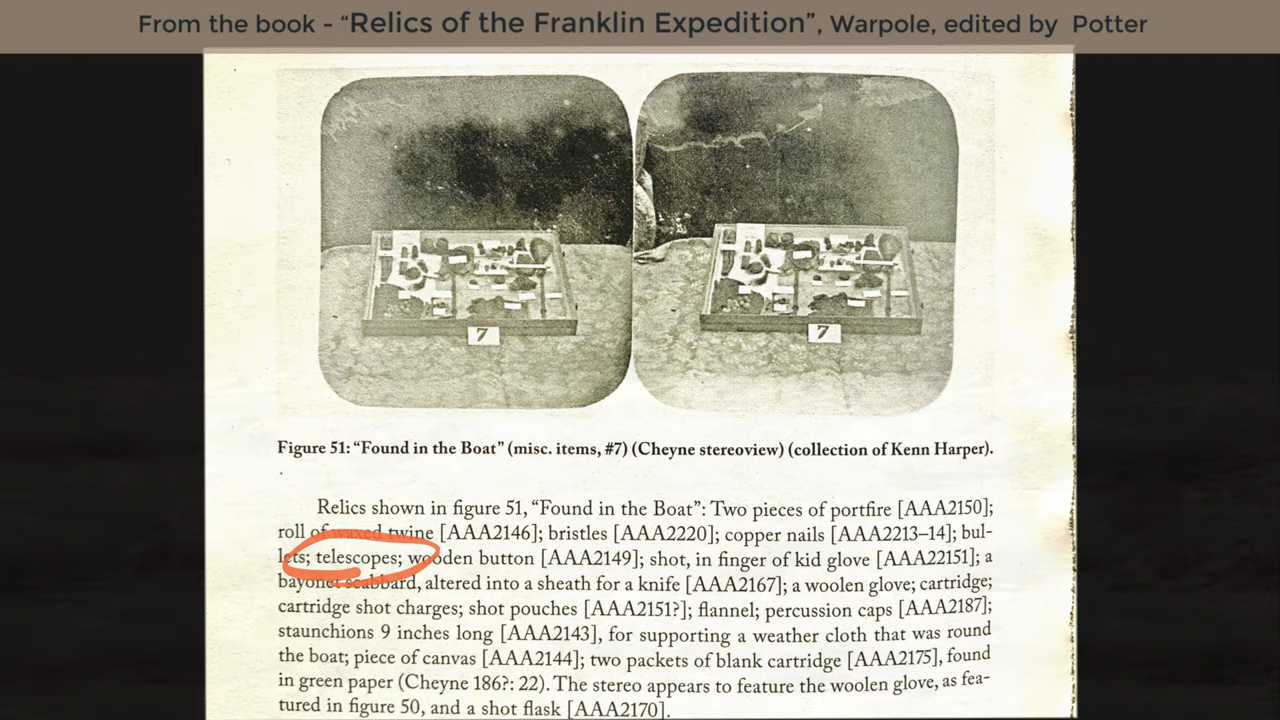 From the book - “Relics of the Franklin Expedition”, Warpole, edited by Potter
7
7
Figure 51: “Found in the Boat” (misc. items, #7) (Cheyne stereoview) (collection of Kenn Harper).
Relics shown in figure 51, “Found in the Boat”: Two pieces of portfire [AAA2150];
roll of waxed twine [AAA2146]; bristles [AAA2220]; copper nails [AAA2213–14]; bul-
lets; telescopes; wooden button [AAA2149]; shot, in finger of kid glove [AAA22151]; a
bayonet scabbard, altered into a sheath for a knife [AAA2167]; a woolen glove; cartridge;
cartridge shot charges; shot pouches [AAA2151?]; flannel; percussion caps [AAA2187];
staunchions 9 inches long [AAA2143], for supporting a weather cloth that was round
the boat; piece of canvas [AAA2144]; two packets of blank cartridge [AAA2175], found
in green paper (Cheyne 186?: 22). The stereo appears to feature the woolen glove, as fea-
tured in figure 50, and a shot flask [AAA2170].